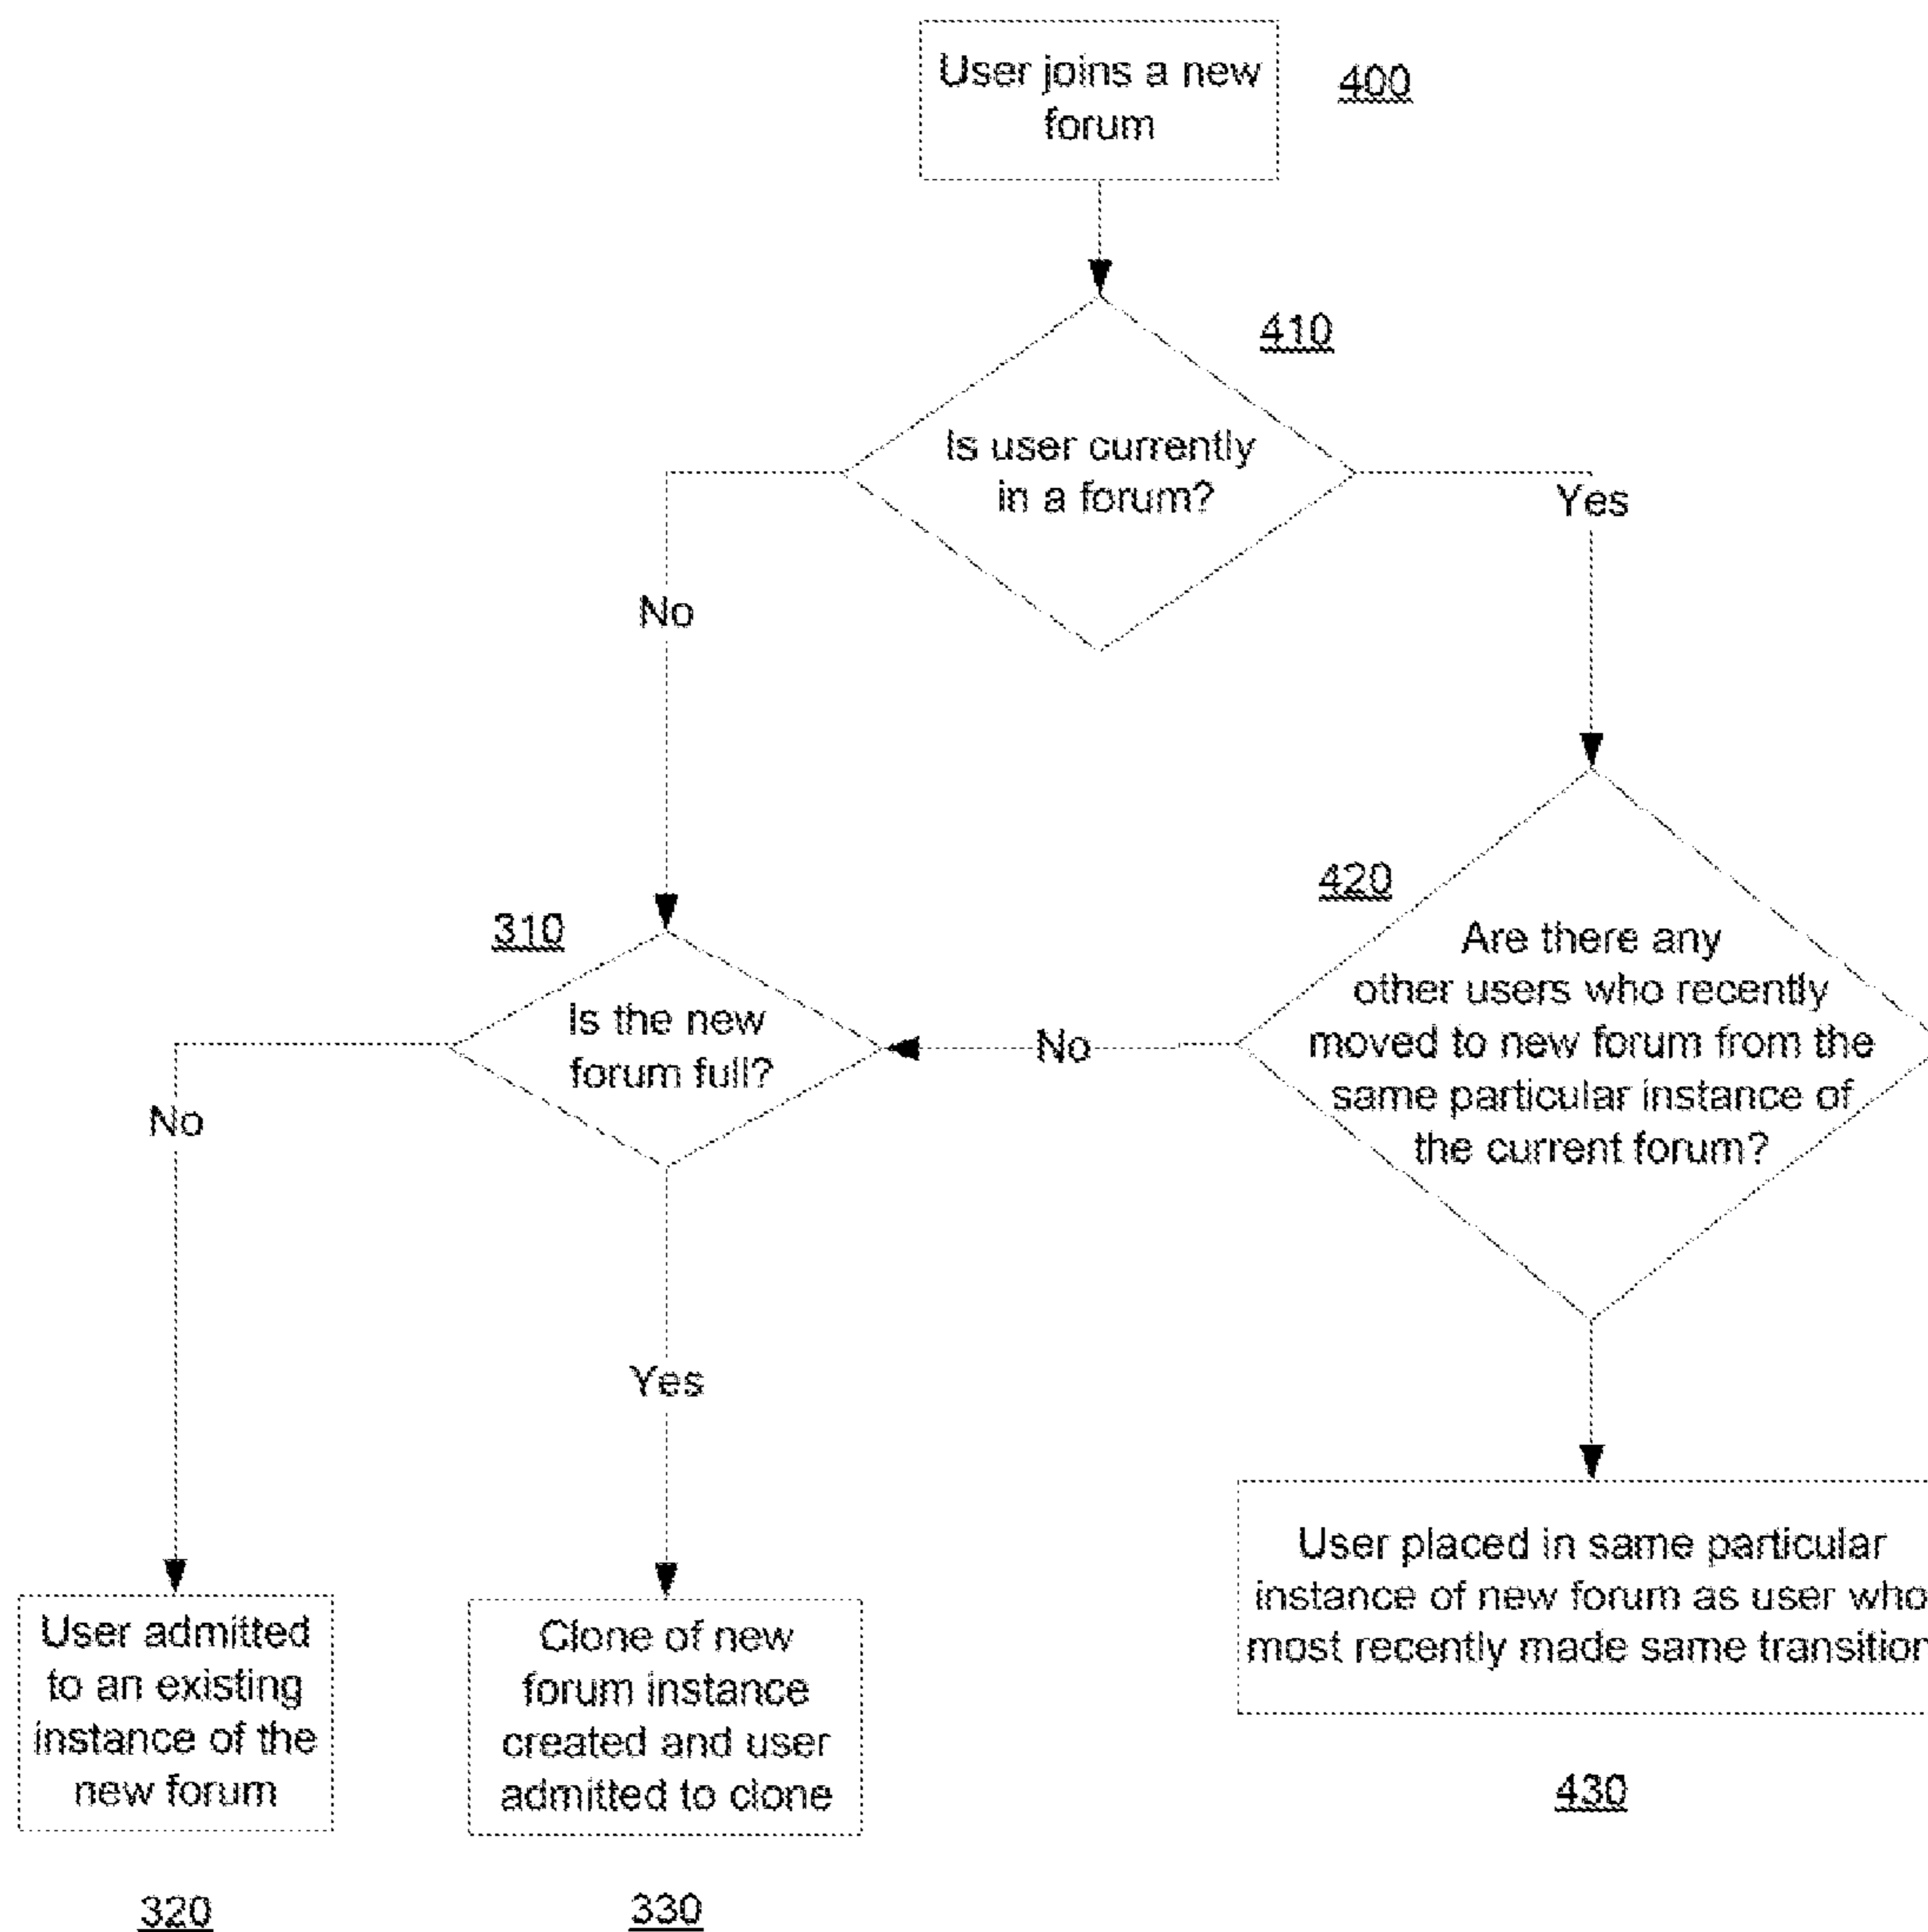 User joins a new
forum
400
410
Is user currently
in a forum?
Yes
No
420
310
Are there any
other users who recently
moved to new forum from the
same particular instance of
the current forum?
Is the new
forum full?
No
No
Yes
User placed in same particular
instance of new forum as user who
most recently made same transition
User admitted
to an existing
instance of the
new forum
Clone of new
forum instance
created and user
admitted to clone
430
320
330